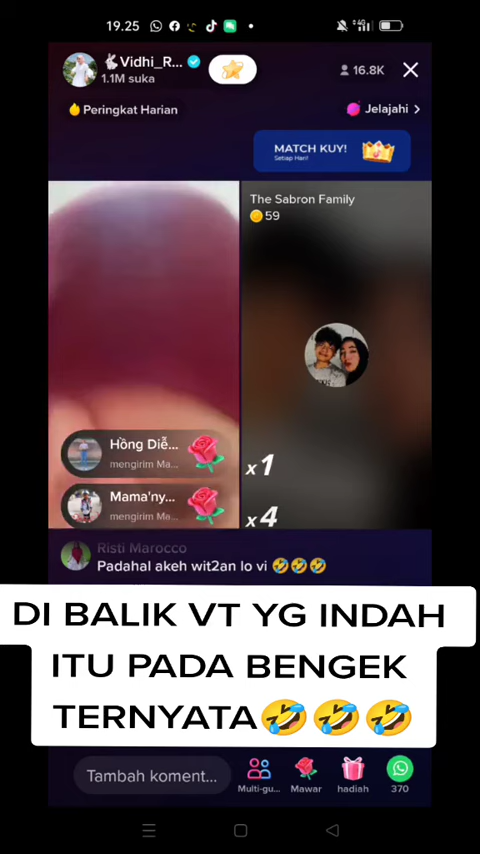 19.25
Vidhi_R...
1.1M suka
16.8K
Peringkat Harian
Jelajahi >
MATCH KUY!
Setiap Hari!
The Sabron Family
59
Hồng Diễ...
mengirim Ma...
x1
Mama'ny...
mengirim Ma...
x4
Risti Marocco
Padahal akeh wit2an lo vi 🤣🤣🤣
DI BALIK VT YG INDAH
ITU PADA BENGEK
TERNYATA🤣🤣🤣
Tambah koment...
Multi-gu...
Mawar
hadiah
370